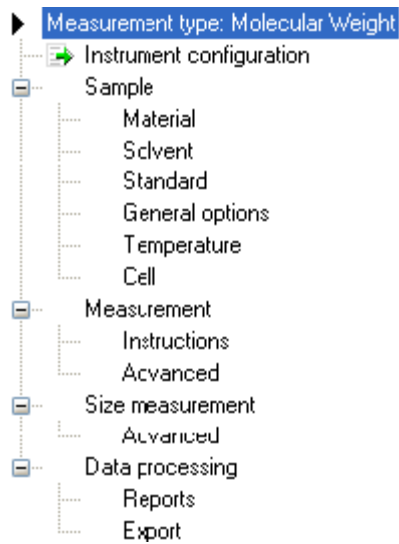 Measurement type: Molecular Weight
Instrument configuration
Sample
Material
Solvent
Standard
General options
Temperature
Cell
Measurement
Instructions
Advanced
Size measurement
Advanced
Data processing
Reports
Export